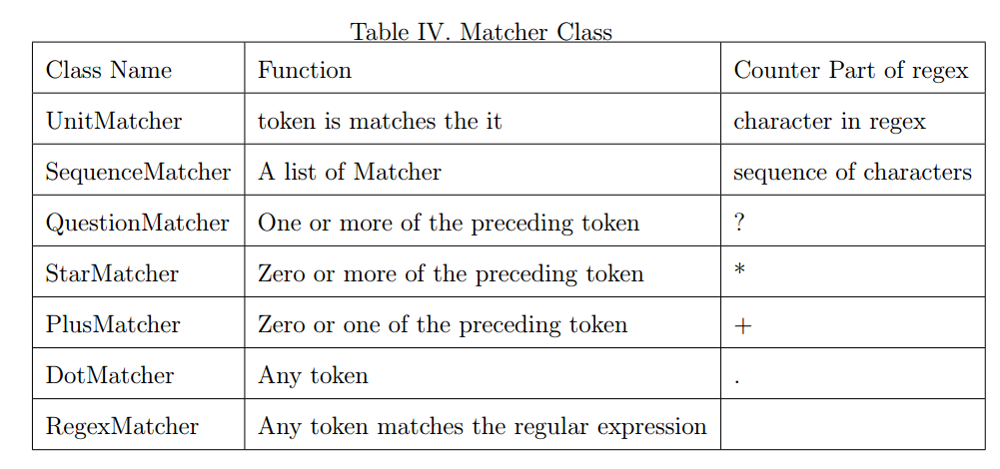 Table IV. Matcher Class
Class Name Function Counter Part of regex
UnitMatcher token is matches the it character in regex
SequenceMatcher A list of Matcher sequence of characters
QuestionMatcher One or more of the preceding token ?
StarMatcher Zero or more of the preceding token *
PlusMatcher Zero or one of the preceding token +
DotMatcher Any token .
RegexMatcher Any token matches the regular expression